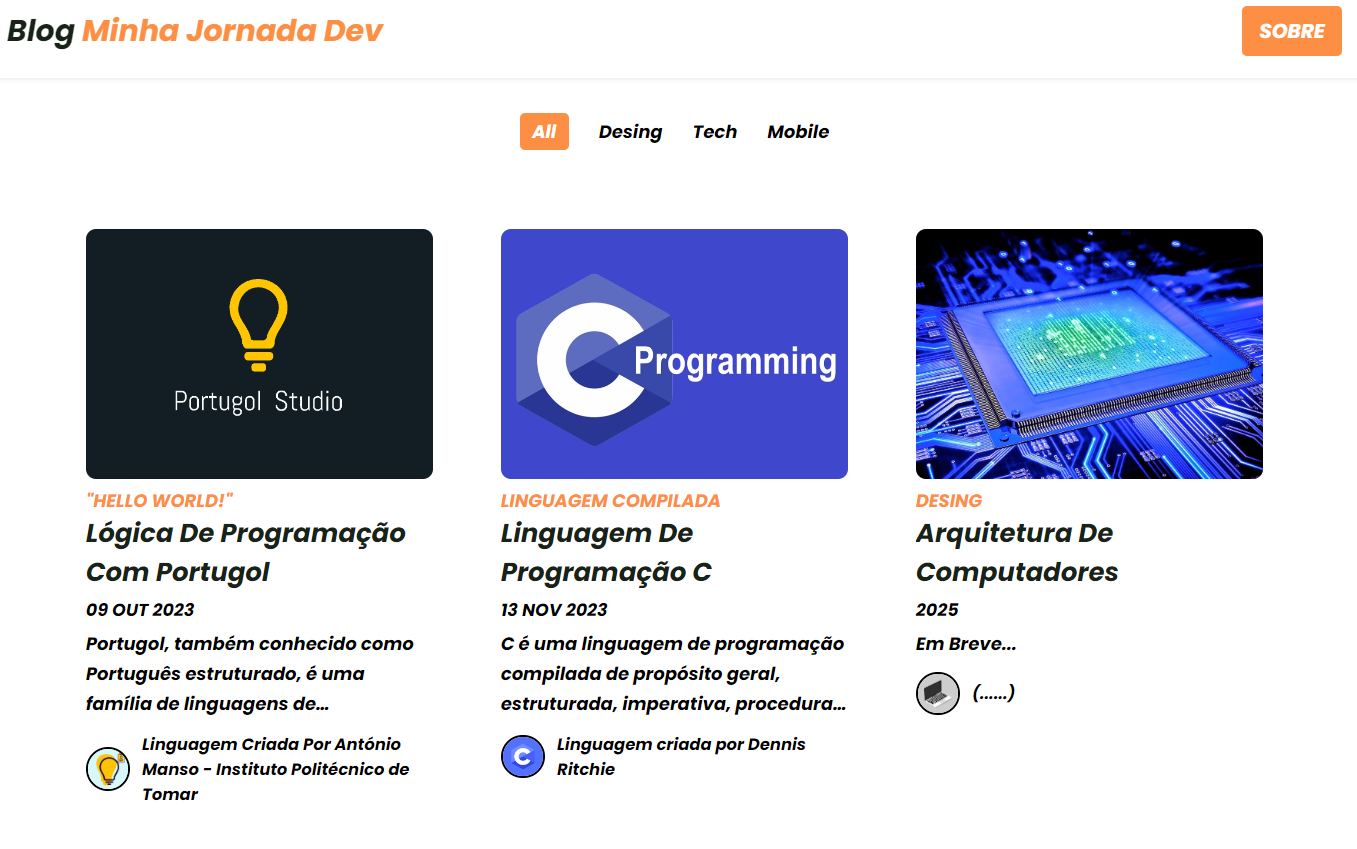 Blog Minha Jornada Dev
SOBRE
All
Desing
Tech
Mobile
Portugol Studio
"HELLO WORLD!"
Lógica De Programação
Com Portugol
09 OUT 2023
Portugol, também conhecido como
Português estruturado, é uma
família de linguagens de...
Linguagem Criada Por António
Manso - Instituto Politécnico de
Tomar
C Programming
LINGUAGEM COMPILADA
Linguagem De
Programação C
13 NOV 2023
C é uma linguagem de programação
compilada de propósito geral,
estruturada, imperativa, procedura...
C
Linguagem criada por Dennis
Ritchie
DESING
Arquitetura De
Computadores
2025
Em Breve...
(......)